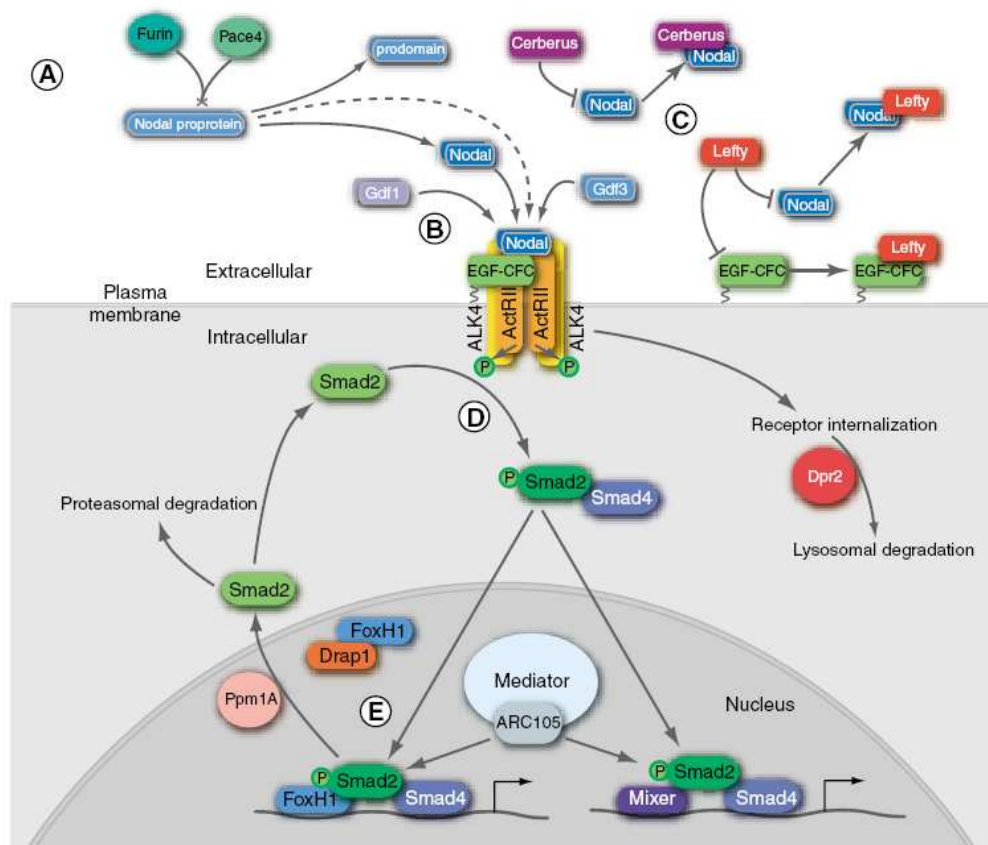 Furin
Pace4
A
prodomain
Cerberus
Cerberus
Nodal
Nodal
Nodal proprotein
Nodal
C
Nodal
Lefty
Lefty
Nodal
Gdf1
Gdf3
B
Nodal
EGF-CFC
ActRII
ActRII
ALK4
ALK4
P
P
EGF-CFC
Lefty
EGF-CFC
Extracellular
Plasma
membrane
Intracellular
Smad2
D
Receptor internalization
Dpr2
Lysosomal degradation
P
Smad2
Smad4
Proteasomal degradation
Smad2
FoxH1
Drap1
Ppm1A
Mediator
ARC105
Nucleus
E
P
Smad2
FoxH1
Smad4
P
Smad2
Mixer
Smad4